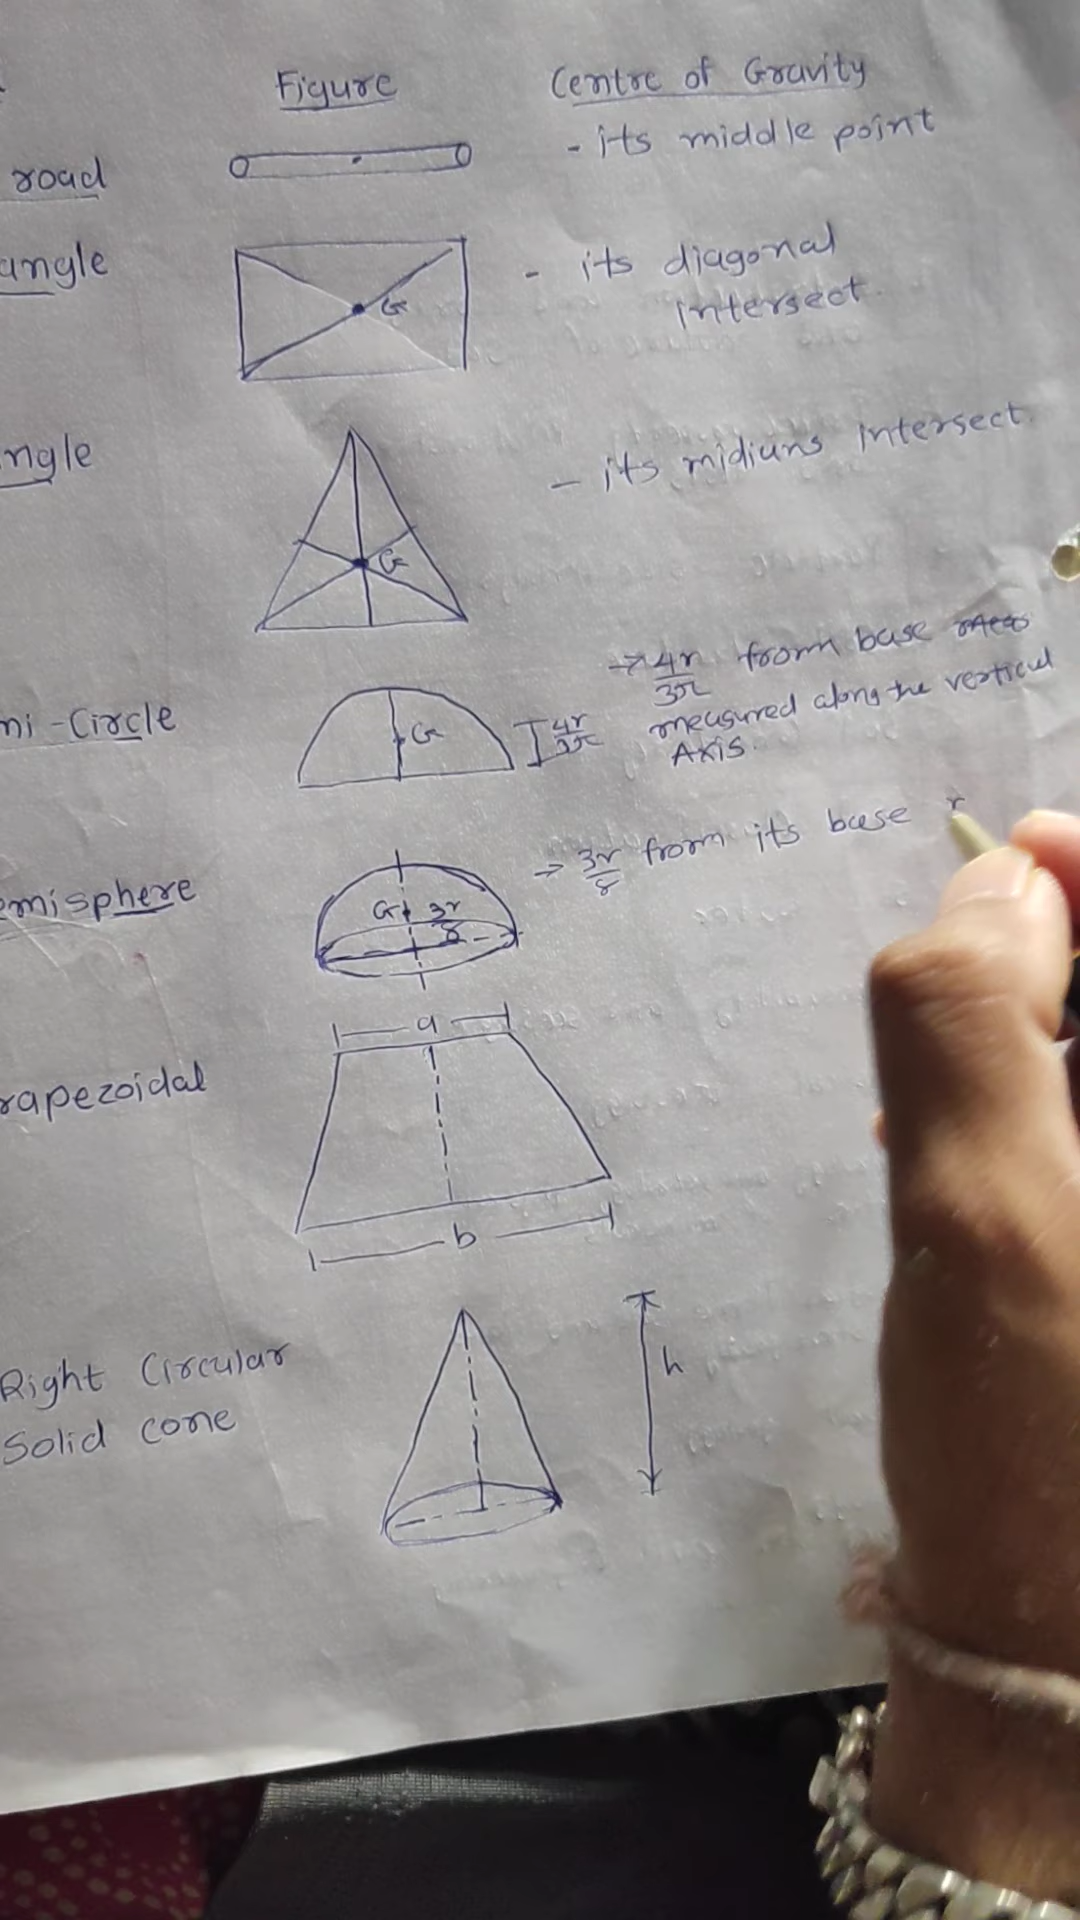 Figure Centre of Gravity
road - its middle point
angle G - its diagonal
intersect.
ngle G - its midiuns intersect.
mi-Circle G 4r/3π → 4r/3π from base
measured along the vertical
Axis.
emisphere G 3r/8 → 3r/8 from its base r
a
rapezoidal
b
Right Circular h
Solid cone